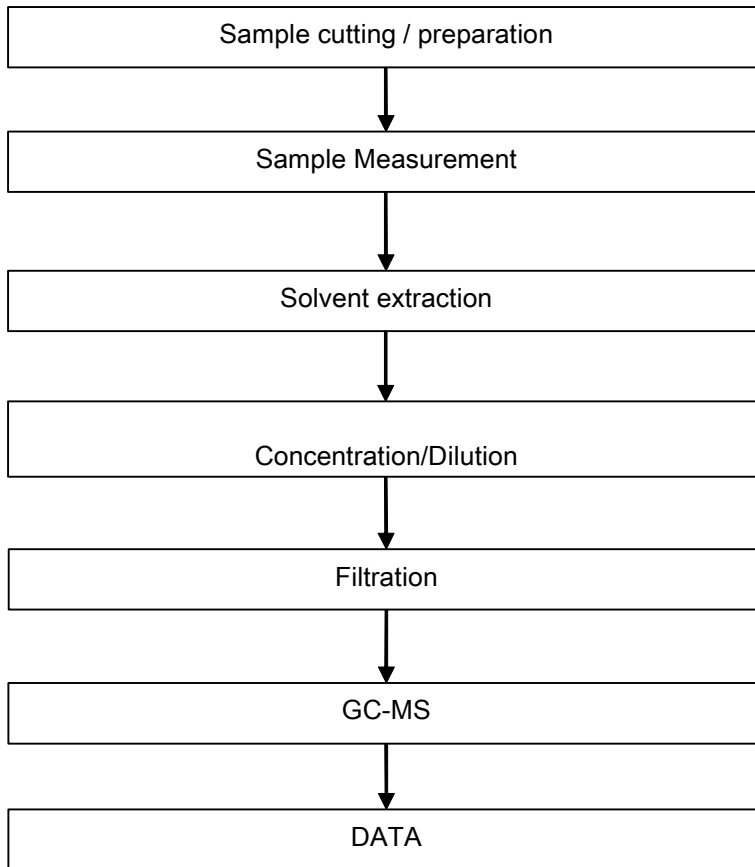 Sample cutting / preparation
Sample Measurement
Solvent extraction
Concentration/Dilution
Filtration
GC-MS
DATA